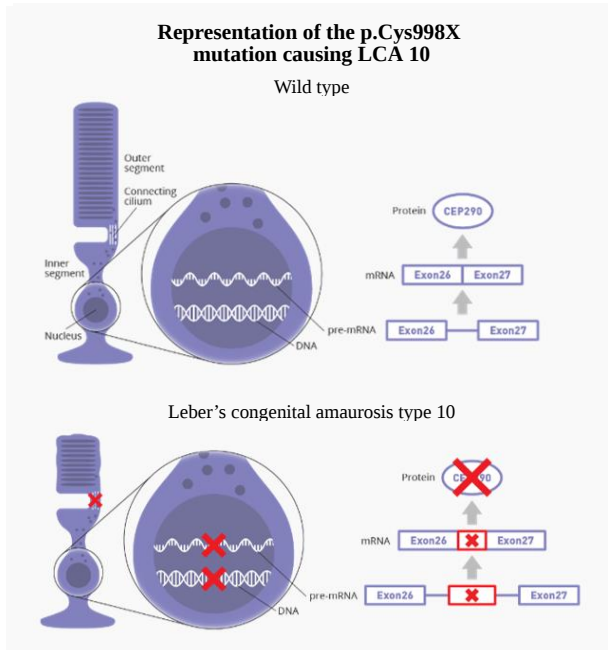 Representation of the p.Cys998X
mutation causing LCA 10
Wild type
Outer
segment
Connecting
cilium
Inner
segment
Nucleus
pre-mRNA
DNA
Protein
CEP290
mRNA
Exon26
Exon27
Exon26
Exon27
Leber’s congenital amaurosis type 10
Protein
mRNA
Exon26
Exon27
pre-mRNA
Exon26
Exon27
DNA